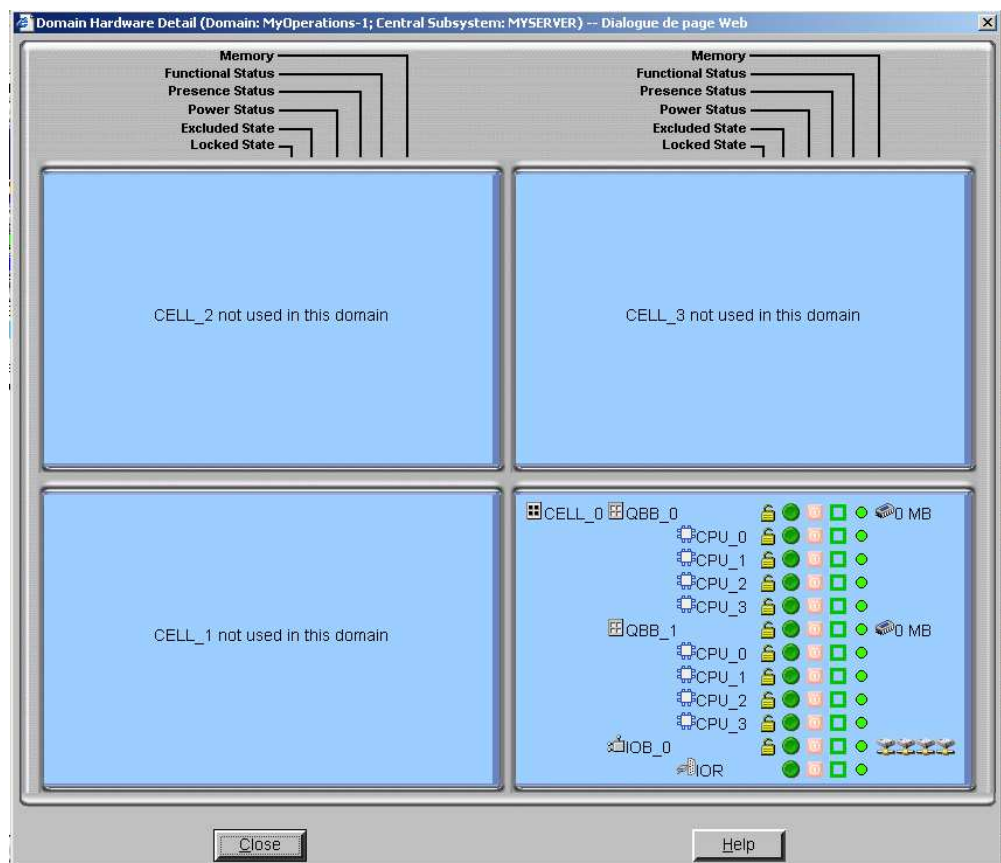 Domain Hardware Detail (Domain: MyOperations-1; Central Subsystem: MYSERVER) -- Dialogue de page Web
Memory
Functional Status
Presence Status
Power Status
Excluded State
Locked State
Memory
Functional Status
Presence Status
Power Status
Excluded State
Locked State
CELL_2 not used in this domain
CELL_3 not used in this domain
CELL_1 not used in this domain
CELL_0 QBB_0 0 MB
CPU_0
CPU_1
CPU_2
CPU_3
QBB_1 0 MB
CPU_0
CPU_1
CPU_2
CPU_3
IOB_0
IOR
Close
Help